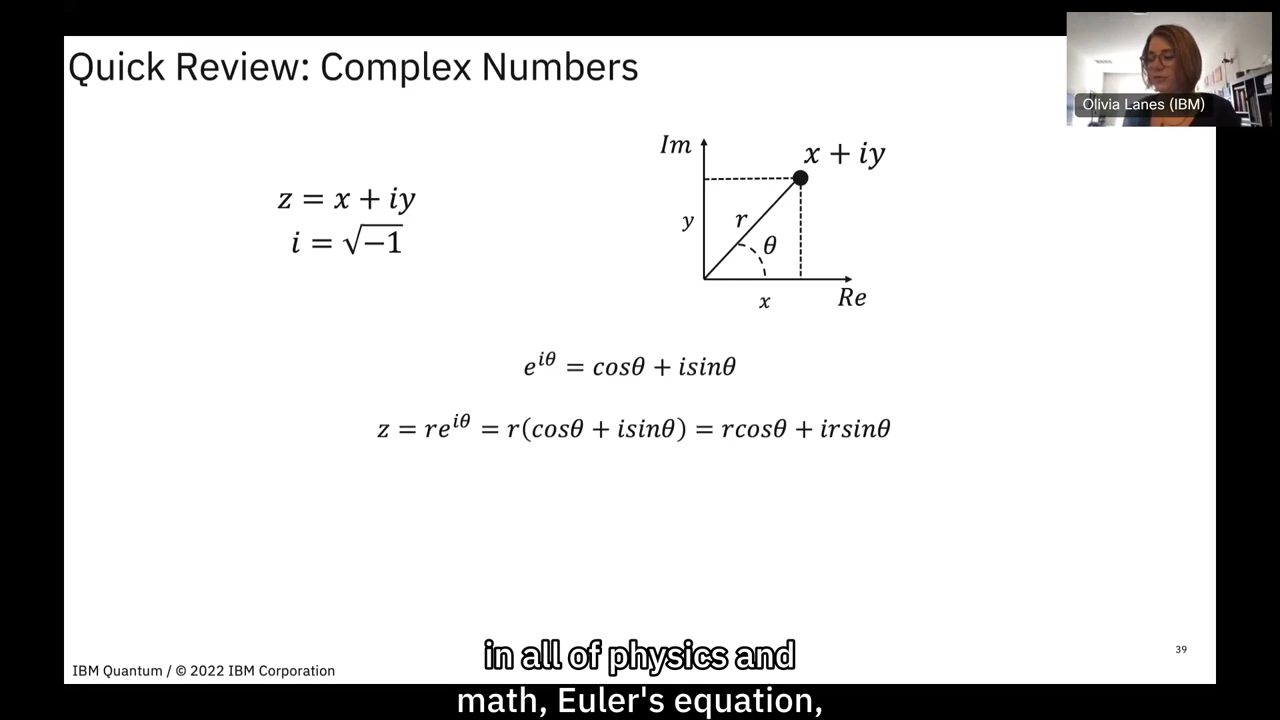 Quick Review: Complex Numbers
Olivia Lanes (IBM)
z = x + iy
i = √−1
Im
x + iy
y
r
θ
x
Re
e^{iθ} = cosθ + isinθ
z = re^{iθ} = r(cosθ + isinθ) = rcosθ + irsinθ
39
IBM Quantum / © 2022 IBM Corporation
in all of physics and
math, Euler's equation,